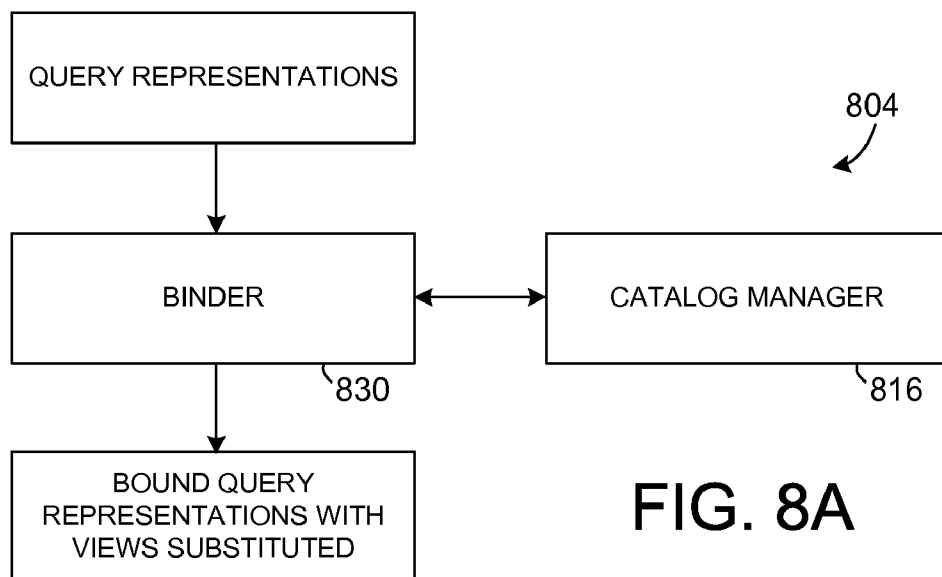 QUERY REPRESENTATIONS
804
BINDER
CATALOG MANAGER
830
816
BOUND QUERY
REPRESENTATIONS WITH
VIEWS SUBSTITUTED
FIG. 8A